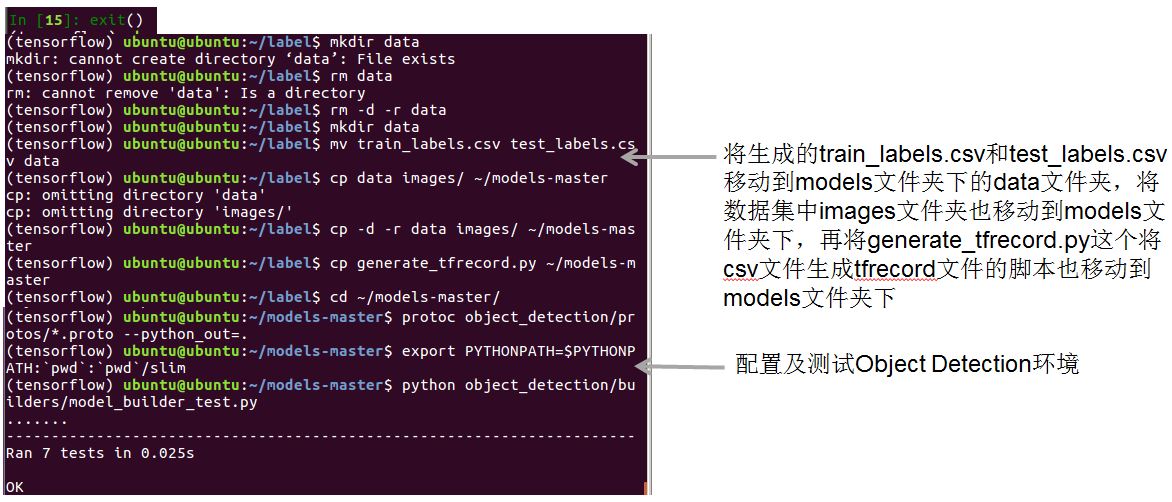 In [15]: exit()
(tensorflow) ubuntu@ubuntu:~/label$ mkdir data
mkdir: cannot create directory ‘data’: File exists
(tensorflow) ubuntu@ubuntu:~/label$ rm data
rm: cannot remove 'data': Is a directory
(tensorflow) ubuntu@ubuntu:~/label$ rm -d -r data
(tensorflow) ubuntu@ubuntu:~/label$ mkdir data
(tensorflow) ubuntu@ubuntu:~/label$ mv train_labels.csv test_labels.cs
v data
(tensorflow) ubuntu@ubuntu:~/label$ cp data images/ ~/models-master
cp: omitting directory 'data'
cp: omitting directory 'images/'
(tensorflow) ubuntu@ubuntu:~/label$ cp -d -r data images/ ~/models-mas
ter
(tensorflow) ubuntu@ubuntu:~/label$ cp generate_tfrecord.py ~/models-m
aster
(tensorflow) ubuntu@ubuntu:~/label$ cd ~/models-master/
(tensorflow) ubuntu@ubuntu:~/models-master$ protoc object_detection/pr
otos/*.proto --python_out=.
(tensorflow) ubuntu@ubuntu:~/models-master$ export PYTHONPATH=$PYTHONP
ATH:`pwd`:`pwd`/slim
(tensorflow) ubuntu@ubuntu:~/models-master$ python object_detection/bu
ilders/model_builder_test.py
.......
----------------------------------------------------------------------
Ran 7 tests in 0.025s
OK
将生成的train_labels.csv和test_labels.csv
移动到models文件夹下的data文件夹，将
数据集中images文件夹也移动到models文
件夹下，再将generate_tfrecord.py这个将
csv文件生成tfrecord文件的脚本也移动到
models文件夹下
配置及测试Object Detection环境